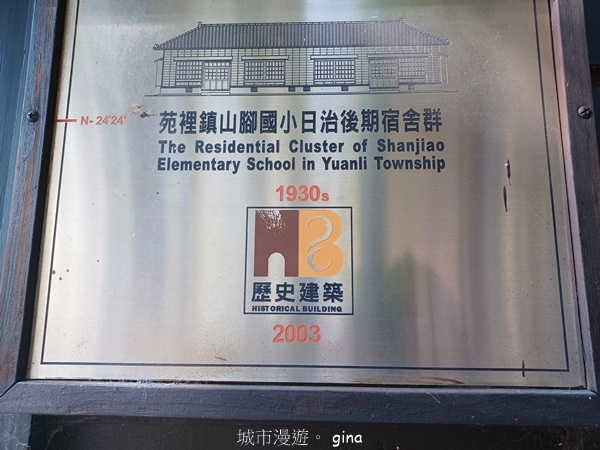 N- 24'24'
苑裡鎮山腳國小日治後期宿舍群
The Residential Cluster of Shanjiao
Elementary School in Yuanli Township
1930s
HB
歷史建築
HISTORICAL BUILDING
2003
城市漫遊。 gina